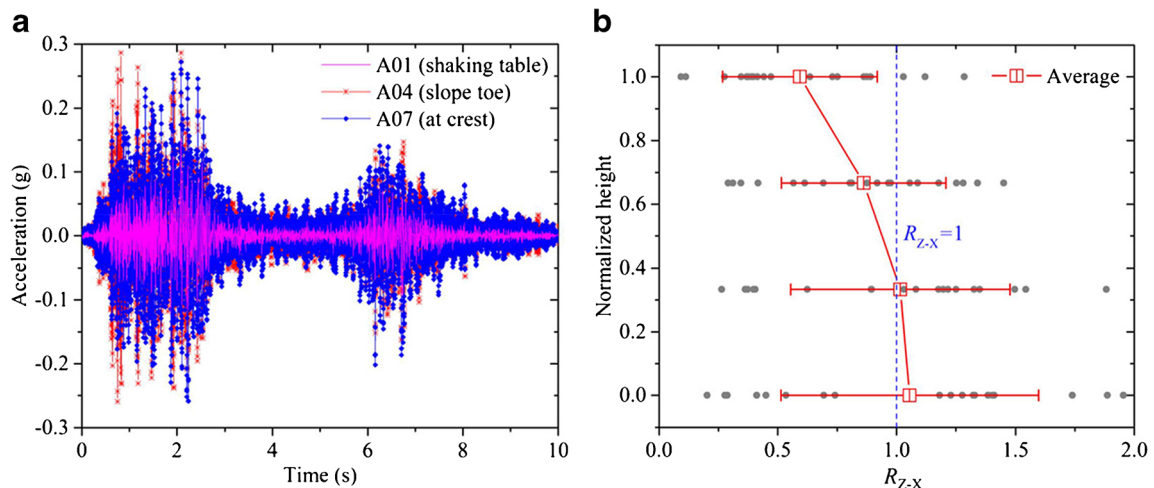 a
0.3
0.2
0.1
0.0
-0.1
-0.2
-0.3
Acceleration (g)
A01 (shaking table)
A04 (slope toe)
A07 (at crest)
0 2 4 6 8 10
Time (s)
b
1.0
0.8
0.6
0.4
0.2
0.0
Normalized height
Average
R_Z-X=1
0.0 0.5 1.0 1.5 2.0
R_Z-X